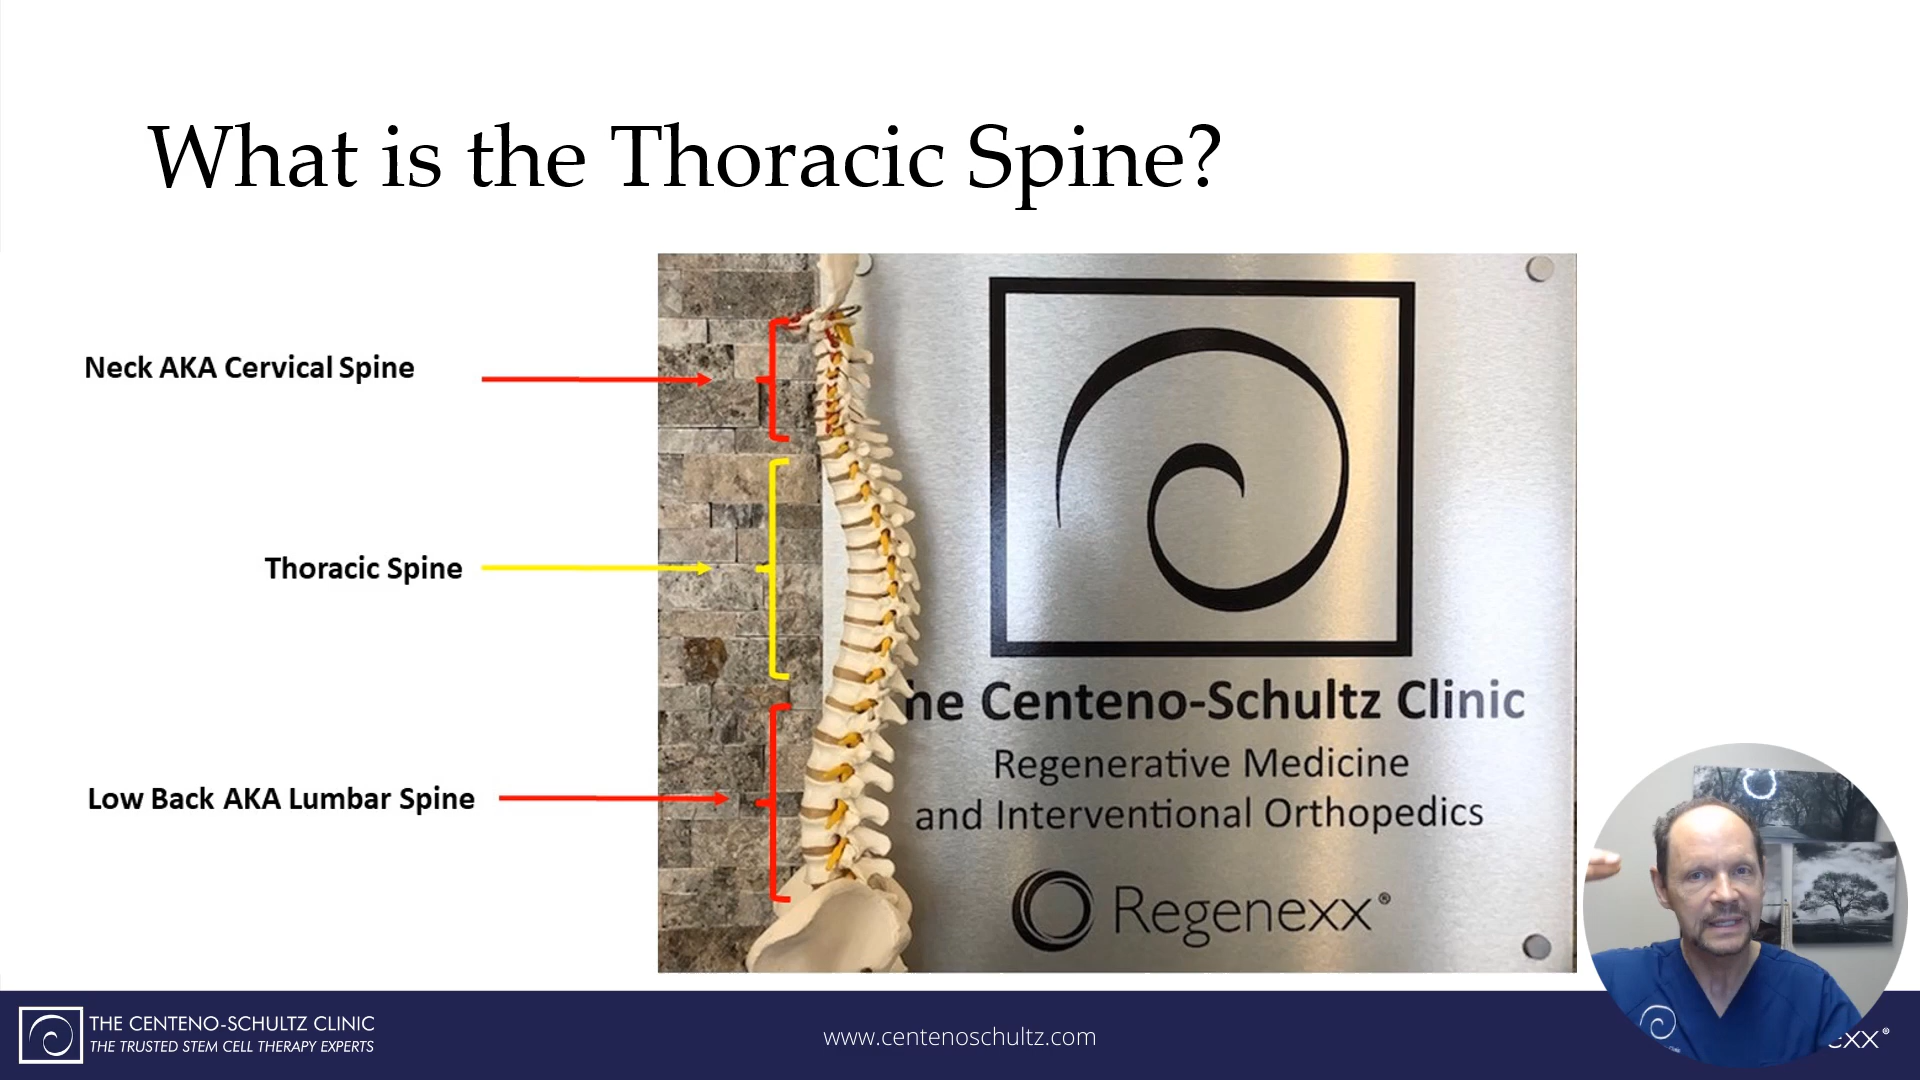 What is the Thoracic Spine?
Neck AKA Cervical Spine
Thoracic Spine
Low Back AKA Lumbar Spine
he Centeno-Schultz Clinic
Regenerative Medicine
and Interventional Orthopedics
Regenexx®
THE CENTENO-SCHULTZ CLINIC
THE TRUSTED STEM CELL THERAPY EXPERTS
www.centenoschultz.com
exx®